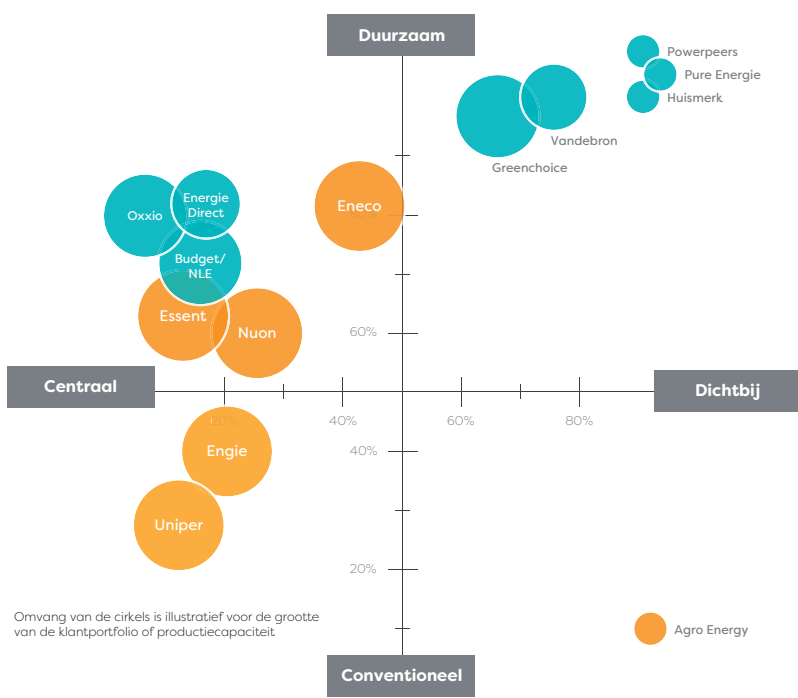 Duurzaam
Powerpeers
Pure Energie
Huismerk
Vandebron
Greenchoice
Energie
Direct
Oxxio
Eneco
80%
Budget/
NLE
Essent
Nuon
60%
Centraal
Dichtbij
20%
40%
60%
80%
Engie
40%
Uniper
20%
Omvang van de cirkels is illustratief voor de grootte
van de klantportfolio of productiecapaciteit
Agro Energy
Conventioneel